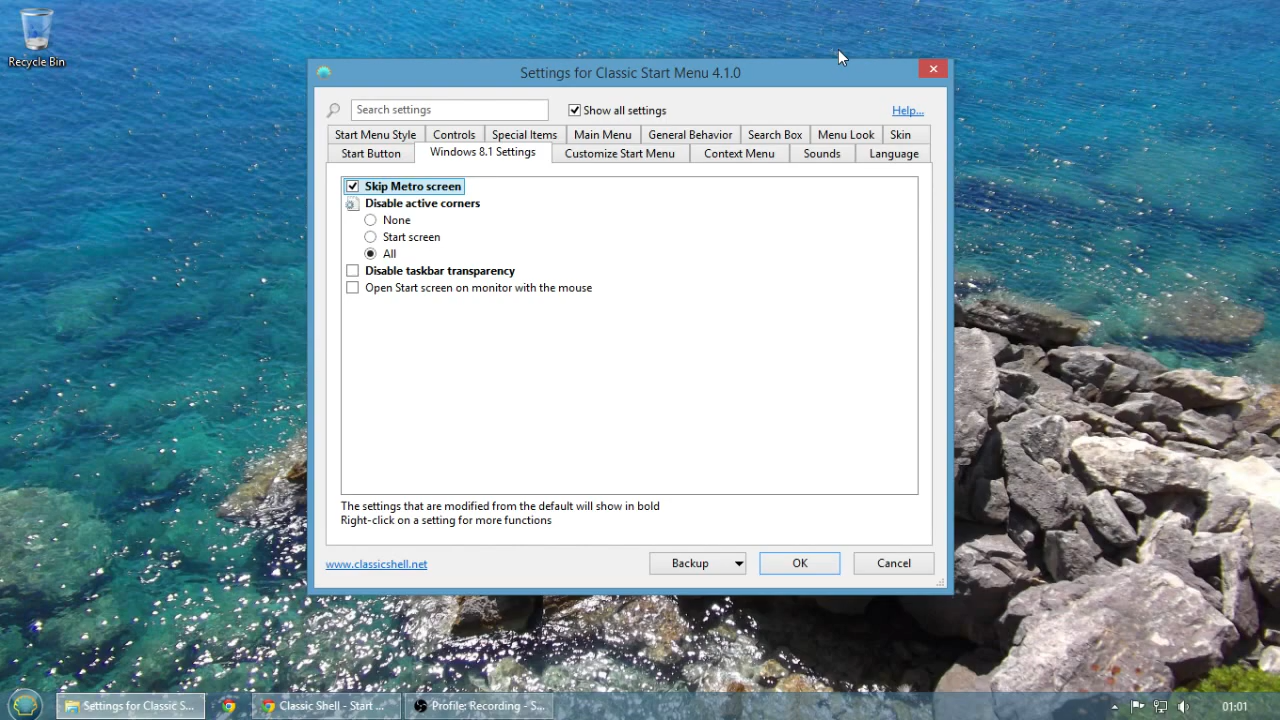 Recycle Bin
Settings for Classic Start Menu 4.1.0
Search settings
Show all settings
Help...
Start Menu Style Controls Special Items Main Menu General Behavior Search Box Menu Look Skin
Start Button Windows 8.1 Settings Customize Start Menu Context Menu Sounds Language
Skip Metro screen
Disable active corners
None
Start screen
All
Disable taskbar transparency
Open Start screen on monitor with the mouse
The settings that are modified from the default will show in bold
Right-click on a setting for more functions
www.classicshell.net
Backup OK Cancel
Settings for Classic S... Classic Shell - Start ... Profile: Recording - S... 01:01